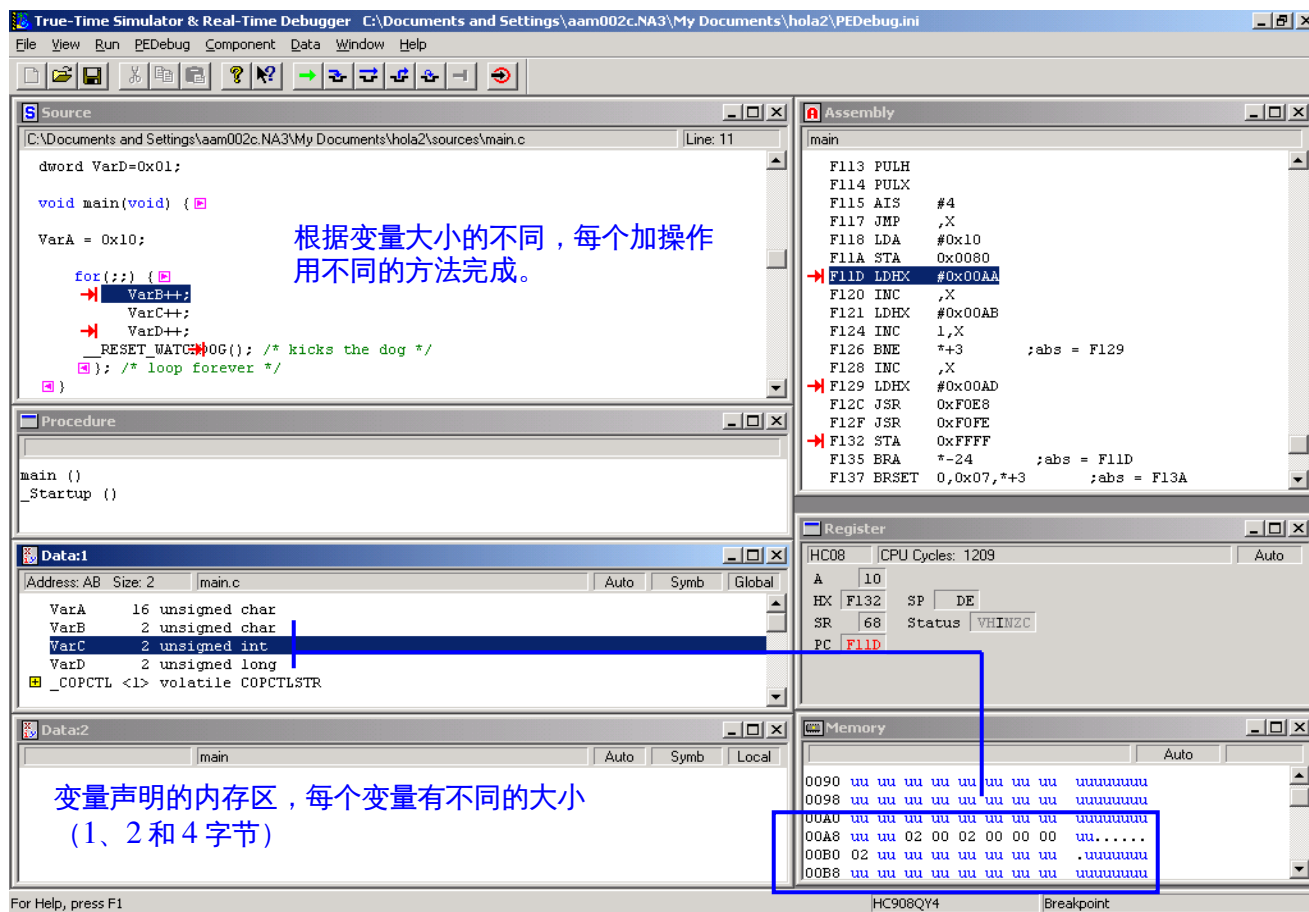 True-Time Simulator & Real-Time Debugger C:\Documents and Settings\aam002c.NA3\My Documents\hola2\PEDebug.ini
File View Run PEDebug Component Data Window Help
Source
C:\Documents and Settings\aam002c.NA3\My Documents\hola2\sources\main.c Line: 11
dword VarD=0x01;
void main(void) {
VarA = 0x10;
for(;;) {
VarB++;
VarC++;
VarD++;
__RESET_WATCHDOG(); /* kicks the dog */
}; /* loop forever */
}
根据变量大小的不同，每个加操作
用不同的方法完成。
Procedure
main ()
_Startup ()
Data:1
Address: AB Size: 2 main.c Auto Symb Global
VarA 16 unsigned char
VarB 2 unsigned char
VarC 2 unsigned int
VarD 2 unsigned long
_COPCTL <1> volatile COPCTLSTR
Data:2
main Auto Symb Local
变量声明的内存区，每个变量有不同的大小
（1、2 和 4 字节）
Assembly
main
F113 PULH
F114 PULX
F115 AIS #4
F117 JMP ,X
F118 LDA #0x10
F11A STA 0x0080
F11D LDHX #0x00AA
F120 INC ,X
F121 LDHX #0x00AB
F124 INC 1,X
F126 BNE *+3 ;abs = F129
F128 INC ,X
F129 LDHX #0x00AD
F12C JSR 0xF0E8
F12F JSR 0xF0FE
F132 STA 0xFFFF
F135 BRA *-24 ;abs = F11D
F137 BRSET 0,0x07,*+3 ;abs = F13A
Register
HC08 CPU Cycles: 1209 Auto
A 10
HX F132 SP DE
SR 68 Status VHINZC
PC F11D
Memory
Auto
0090 uu uu uu uu uu uu uu uu uuuuuuuu
0098 uu uu uu uu uu uu uu uu uuuuuuuu
00A0 uu uu uu uu uu uu uu uu uuuuuuuu
00A8 uu uu 02 00 02 00 00 00 uu......
00B0 02 uu uu uu uu uu uu uu .uuuuuuu
00B8 uu uu uu uu uu uu uu uu uuuuuuuu
For Help, press F1 HC908QY4 Breakpoint